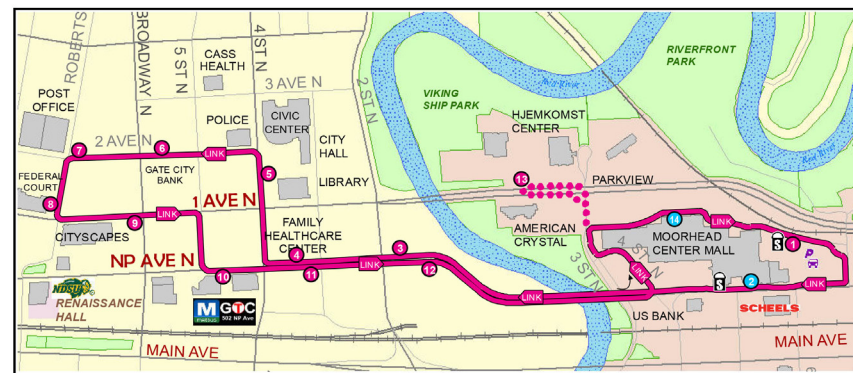 ROBERTS
BROADWAY N
5 ST N
4 ST N
CASS
HEALTH
3 AVE N
2 ST N
RIVERFRONT
PARK
Red River
VIKING
SHIP PARK
HJEMKOMST
CENTER
POST
OFFICE
POLICE
CIVIC
CENTER
CITY
HALL
2 AVE N
7
6
LINK
5
GATE CITY
BANK
LIBRARY
FEDERAL
COURT
8
13
PARKVIEW
Red River
1 AVE N
9
LINK
CITYSCAPES
FAMILY
HEALTHCARE
CENTER
AMERICAN
CRYSTAL
14
LINK
MOORHEAD
CENTER MALL
S
1
P
NP AVE N
4
3
LINK
10
11
12
3 ST N
4 ST N
LINK
S
2
LINK
LINK
NDSU
RENAISSANCE
HALL
M
GTC
502 NP Ave
US BANK
SCHEELS
MAIN AVE
MAIN AVE